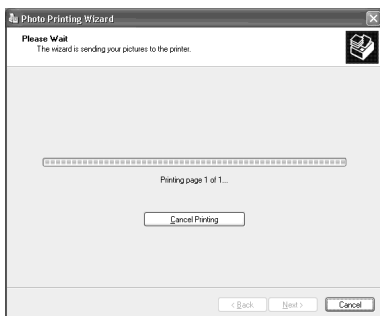 Photo Printing Wizard
Please Wait
The wizard is sending your pictures to the printer.
Printing page 1 of 1...
Cancel Printing
< Back Next > Cancel